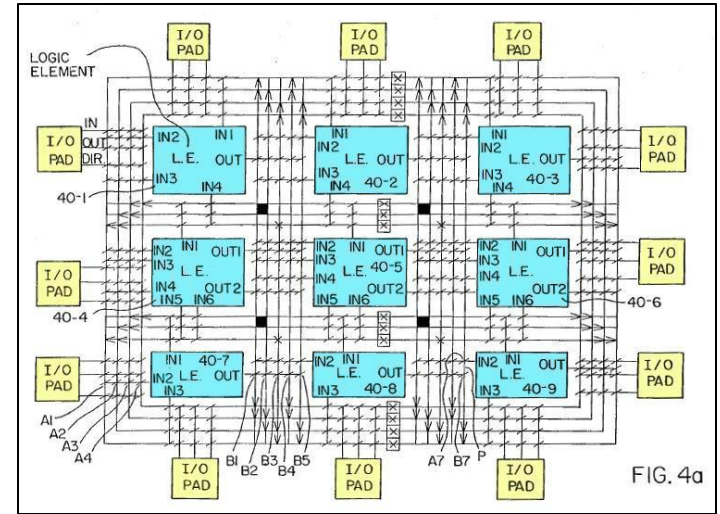 I/O PAD
I/O PAD
I/O PAD
LOGIC ELEMENT
IN
OUT
DIR.
I/O PAD
IN2 IN1
L.E. OUT
IN3
IN4
40-1
IN1
IN2
L.E. OUT
IN3
IN4 40-2
IN1
IN2
L.E. OUT
IN3
IN4 40-3
I/O PAD
I/O PAD
IN2 IN1 OUT1
IN3
L.E.
IN4 OUT2
IN5 IN6
40-4
IN2 IN1 OUT1
IN3 40-5
L.E.
IN4 OUT2
IN5 IN6
IN2 IN1 OUT1
IN3
L.E.
IN4 OUT2
IN5 IN6
40-6
I/O PAD
I/O PAD
IN1 40-7
IN2 L.E. OUT
IN3
IN2 IN1
L.E. OUT
IN3 40-8
IN1
IN2 L.E. OUT
IN3 40-9
I/O PAD
A1
A2
A3
A4
B1
B2
B3
B4
B5
A7
B7
P
I/O PAD
I/O PAD
I/O PAD
FIG. 4a